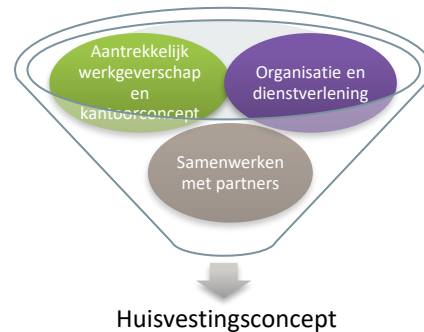 Aantrekkelijk
werkgeverschap
en
kantoorconcept
Organisatie en
dienstverlening
Samenwerken
met partners
Huisvestingsconcept